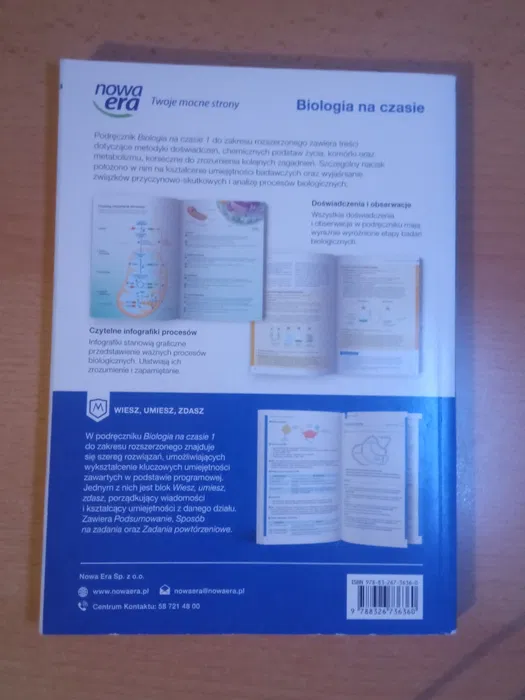 nowa
era
Twoje mocne strony
Biologia na czasie
Podręcznik Biologia na czasie 1 do zakresu rozszerzonego zawiera treści
dotyczące metodyki doświadczeń, chemicznych podstaw życia, komórki oraz
metabolizmu, konieczne do zrozumienia kolejnych zagadnień. Szczególny nacisk
położono w nim na kształcenie umiejętności badawczych oraz wyjaśnianie
związków przyczynowo-skutkowych i analizę procesów biologicznych.
Doświadczenia i obserwacje
Wszystkie doświadczenia
i obserwacje w podręczniku mają
wyraźnie wyróżnione etapy badań
biologicznych.
Czytelne infografiki procesów
Infografiki stanowią graficzne
przedstawienie ważnych procesów
biologicznych. Ułatwiają ich
zrozumienie i zapamiętanie.
WIESZ, UMIESZ, ZDASZ
W podręczniku Biologia na czasie 1
do zakresu rozszerzonego znajduje
się szereg rozwiązań, umożliwiających
wykształcenie kluczowych umiejętności
zawartych w podstawie programowej.
Jednym z nich jest blok Wiesz, umiesz,
zdasz, porządkujący wiadomości
i kształcący umiejętności z danego działu.
Zawiera Podsumowanie, Sposób
na zadania oraz Zadania powtórzeniowe.
Nowa Era Sp. z o.o.
www.nowaera.pl
nowaera@nowaera.pl
Centrum Kontaktu: 58 721 48 00
ISBN 978-83-267-3636-0
9 788326 736360